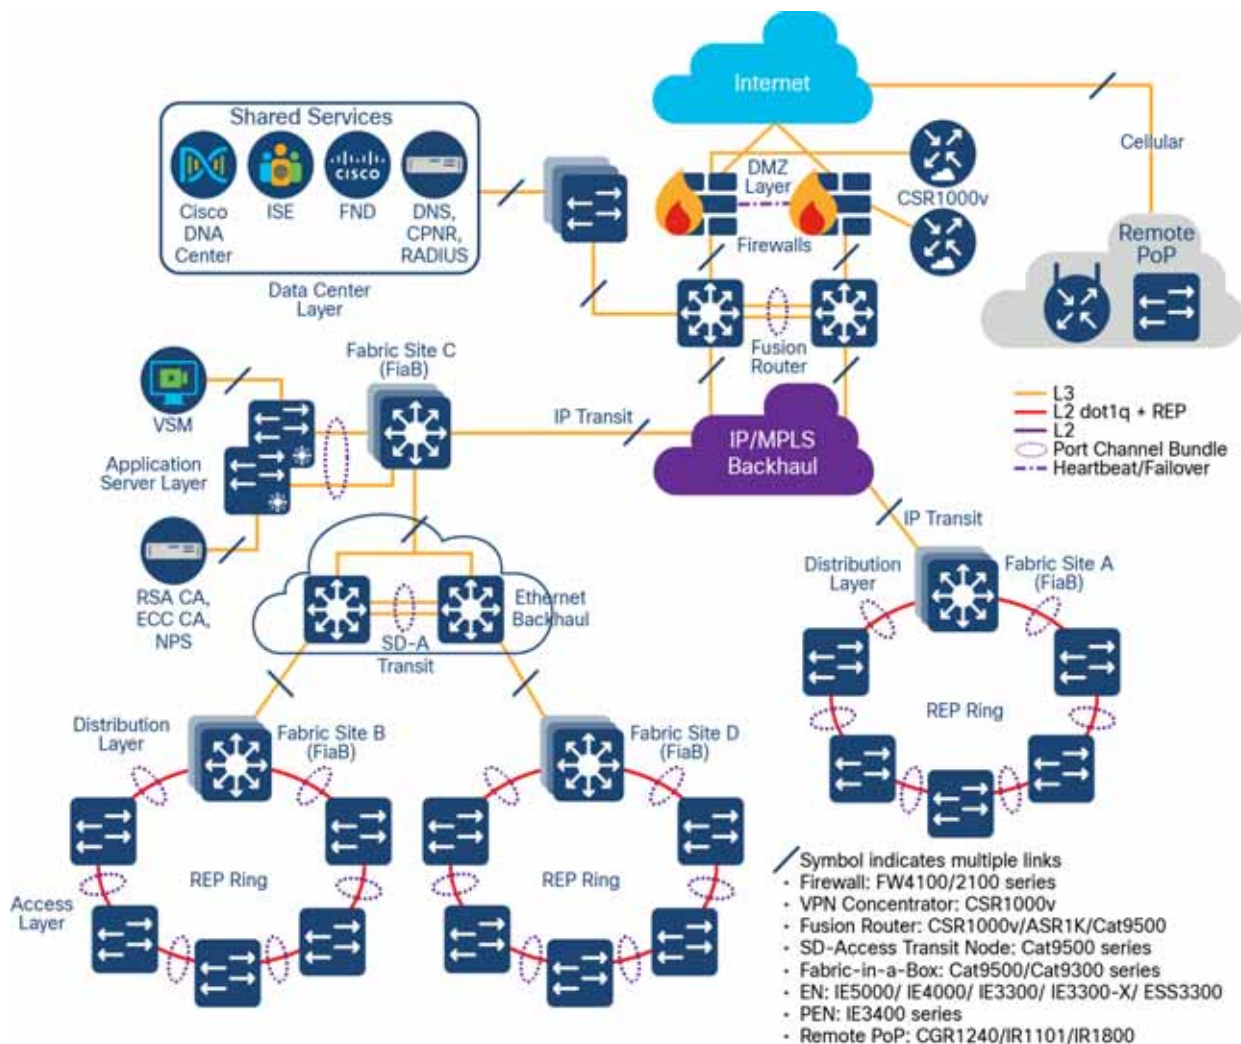 Internet
Shared Services
Cisco
DNA
Center
ISE
CISCO
FND
DNS,
CPNR,
RADIUS
Data Center
Layer
DMZ
Layer
Firewalls
CSR1000v
Cellular
Remote
PoP
Fusion
Router
Fabric Site C
(FiaB)
VSM
Application
Server Layer
IP Transit
IP/MPLS
Backhaul
L3
L2 dot1q + REP
L2
Port Channel Bundle
Heartbeat/Failover
IP Transit
RSA CA,
ECC CA,
NPS
Ethernet
Backhaul
SD-A
Transit
Distribution
Layer
Fabric Site A
(FiaB)
REP Ring
Distribution
Layer
Fabric Site B
(FiaB)
Fabric Site D
(FiaB)
REP Ring
REP Ring
Access
Layer
Symbol indicates multiple links
• Firewall: FW4100/2100 series
• VPN Concentrator: CSR1000v
• Fusion Router: CSR1000v/ASR1K/Cat9500
• SD-Access Transit Node: Cat9500 series
• Fabric-in-a-Box: Cat9500/Cat9300 series
• EN: IE5000/ IE4000/ IE3300/ IE3300-X/ ESS3300
• PEN: IE3400 series
• Remote PoP: CGR1240/IR1101/IR1800